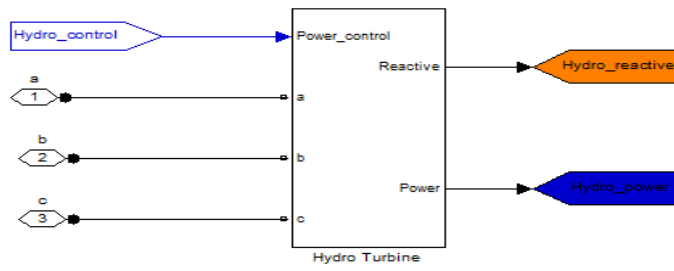 Hydro_control
Power_control
Reactive
Hydro_reactive
a
1
a
b
2
b
Power
Hydro_power
c
3
c
Hydro Turbine